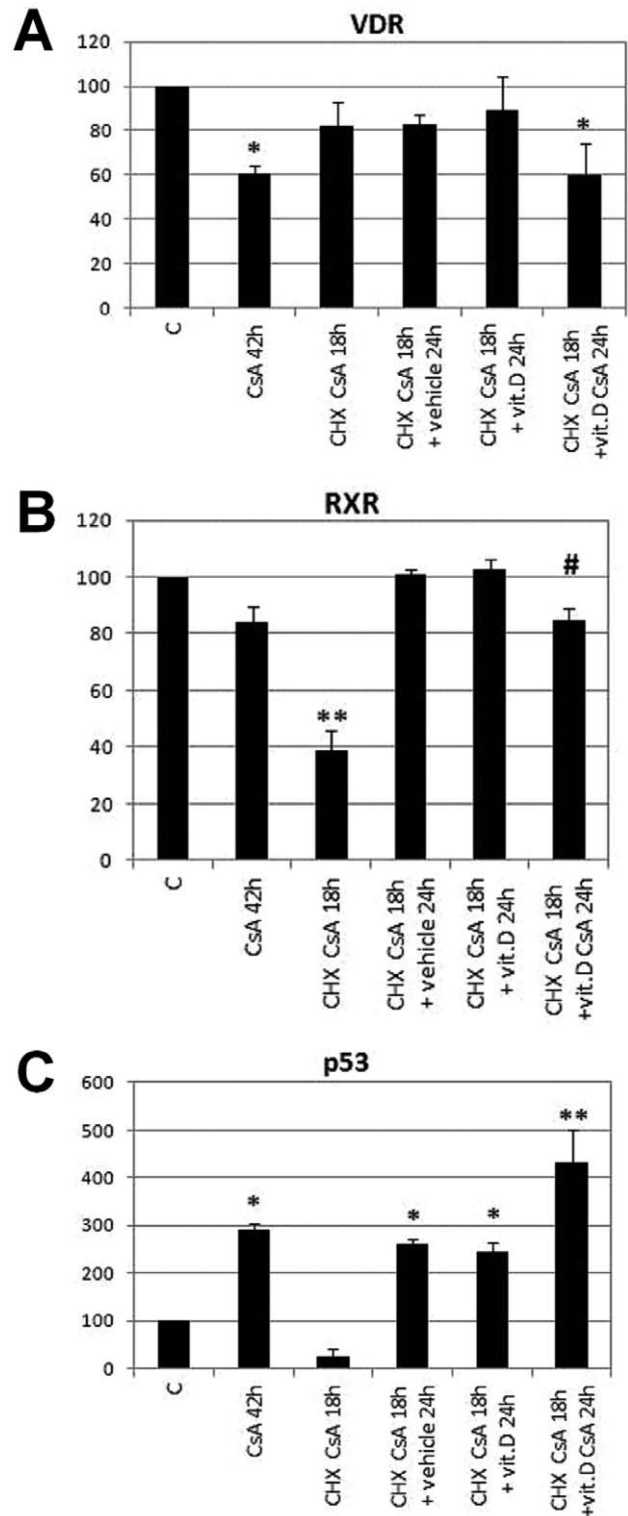 A
VDR
120
100
80
60
40
20
0
*
*
C
CsA 42h
CHX CsA 18h
CHX CsA 18h
+ vehicle 24h
CHX CsA 18h
+ vit.D 24h
CHX CsA 18h
+vit.D CsA 24h
B
RXR
120
100
80
60
40
20
0
**
#
C
CsA 42h
CHX CsA 18h
CHX CsA 18h
+ vehicle 24h
CHX CsA 18h
+ vit.D 24h
CHX CsA 18h
+vit.D CsA 24h
C
p53
600
500
400
300
200
100
0
*
*
*
**
C
CsA 42h
CHX CsA 18h
CHX CsA 18h
+ vehicle 24h
CHX CsA 18h
+ vit.D 24h
CHX CsA 18h
+vit.D CsA 24h